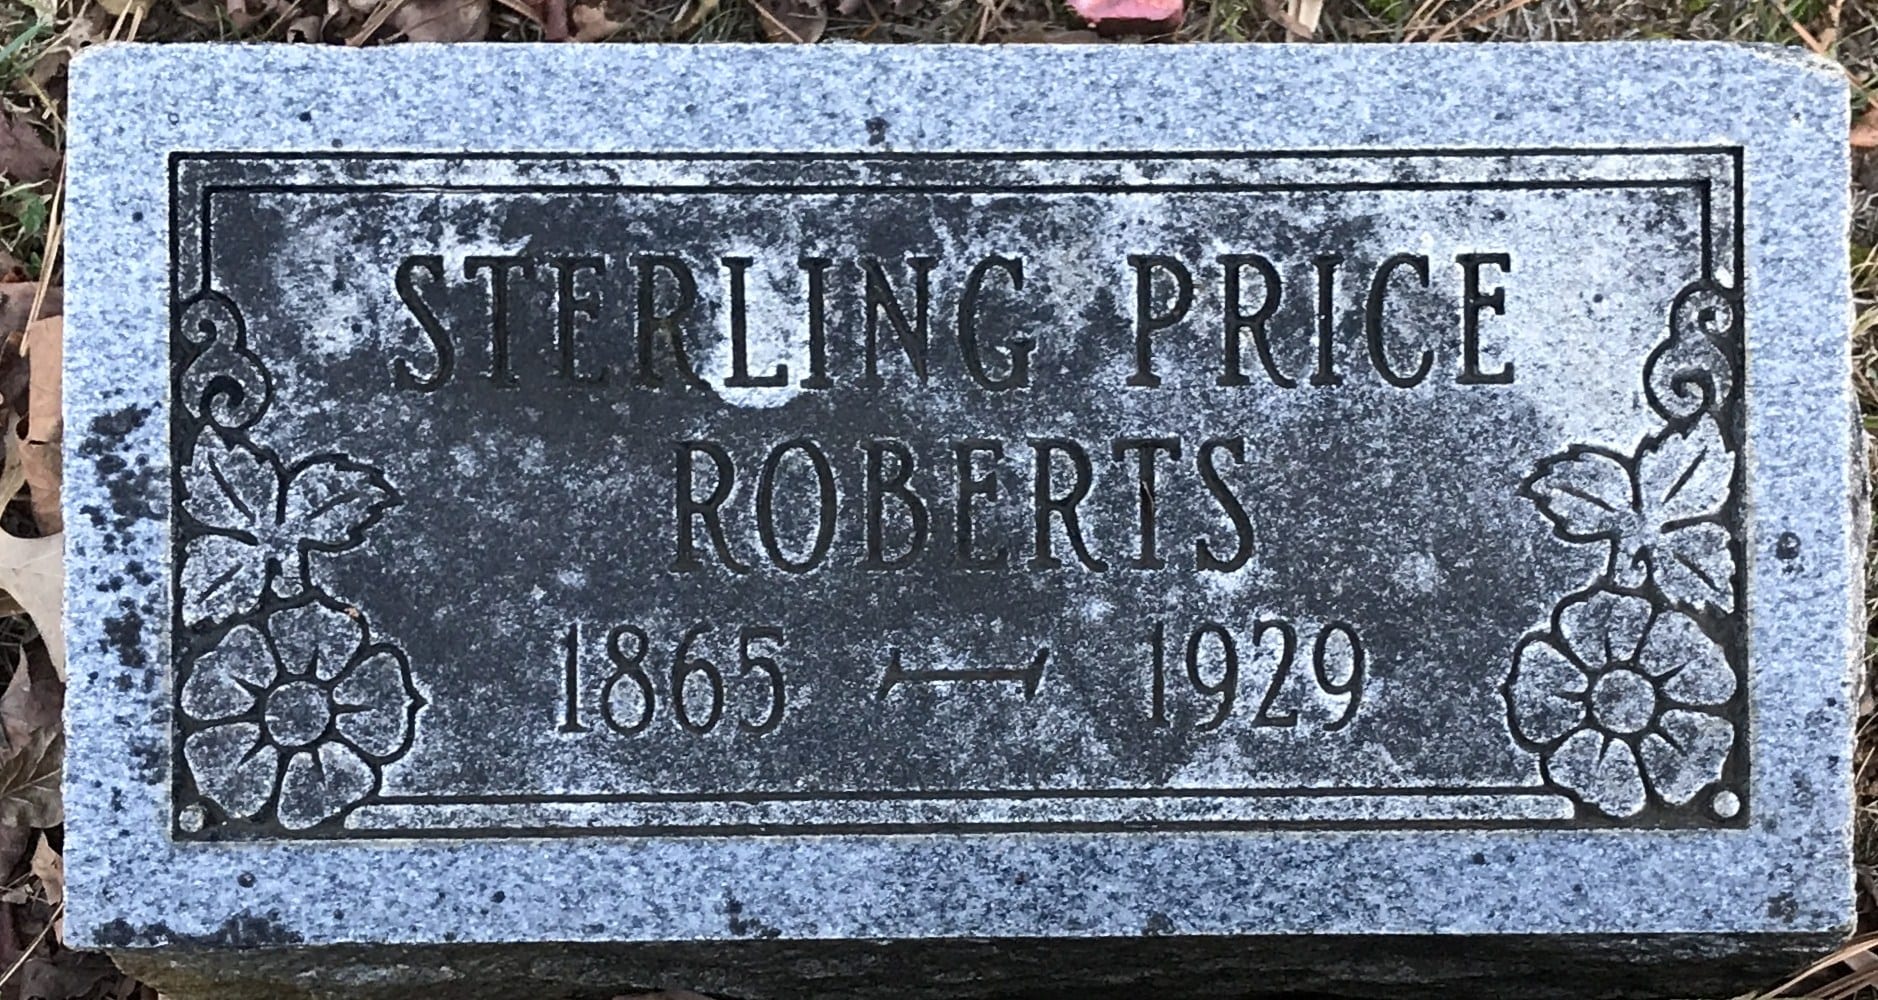 STERLING PRICE
ROBERTS
1865 — 1929